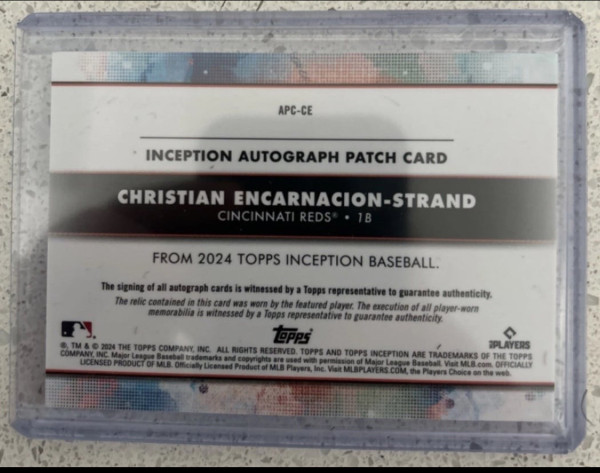 APC-CE
INCEPTION AUTOGRAPH PATCH CARD
CHRISTIAN ENCARNACION-STRAND
CINCINNATI REDS® • 1B
FROM 2024 TOPPS INCEPTION BASEBALL.
The signing of all autograph cards is witnessed by a Topps representative to guarantee authenticity.
The relic contained in this card was worn by the featured player. The execution of all player-worn
memorabilia is witnessed by a Topps representative to guarantee authenticity.
Topps
PLAYERS
®, TM & © 2024 THE TOPPS COMPANY, INC. ALL RIGHTS RESERVED. TOPPS AND TOPPS INCEPTION ARE TRADEMARKS OF THE TOPPS
COMPANY, INC. Major League Baseball trademarks and copyrights are used with permission of Major League Baseball. Visit MLB.com. OFFICIALLY
LICENSED PRODUCT OF MLB Players, Inc. Visit MLBPLAYERS.com, the Players Choice on the web.